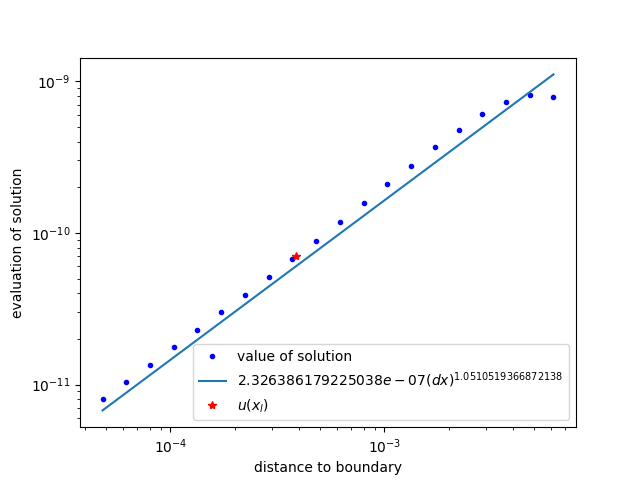 10⁻⁹
10⁻¹⁰
10⁻¹¹
evaluation of solution
value of solution
2.326386179225038e − 07(dx)^1.0510519366872138
u(x_I)
10⁻⁴ 10⁻³
distance to boundary